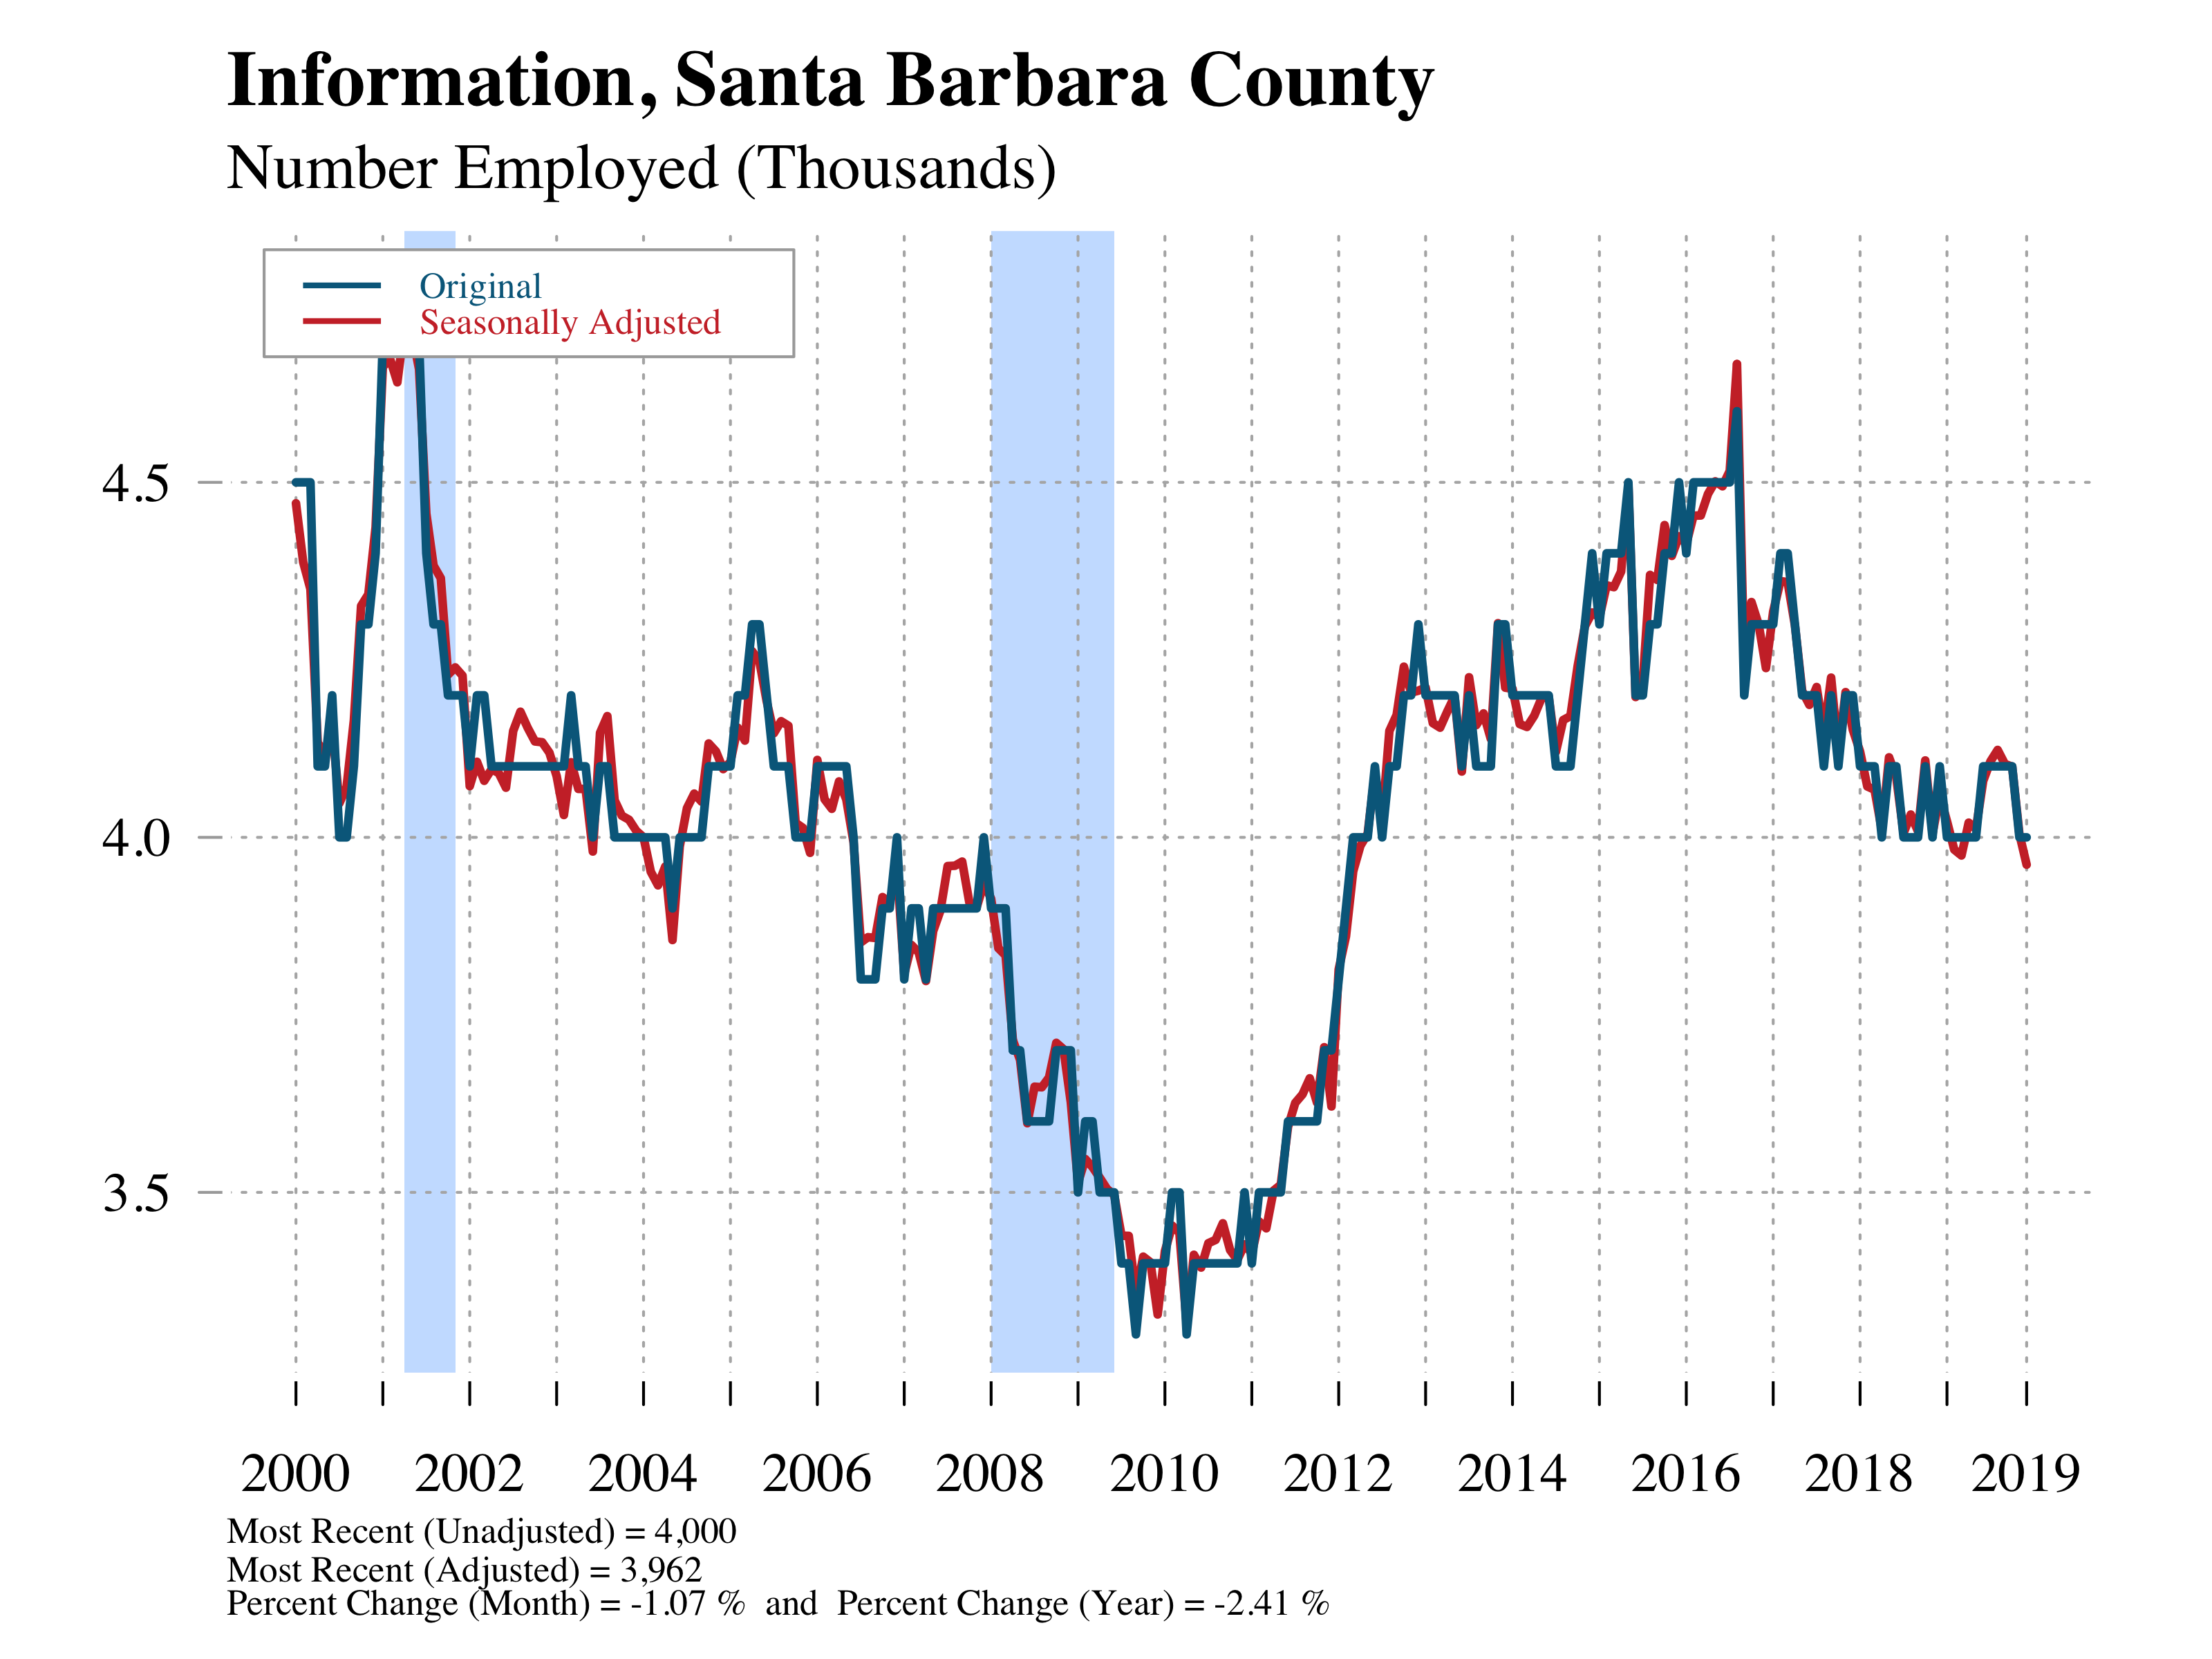 Information, Santa Barbara County
Number Employed (Thousands)
Original
Seasonally Adjusted
4.5
4.0
3.5
2000 2002 2004 2006 2008 2010 2012 2014 2016 2018 2019
Most Recent (Unadjusted) = 4,000
Most Recent (Adjusted) = 3,962
Percent Change (Month) = -1.07 % and Percent Change (Year) = -2.41 %